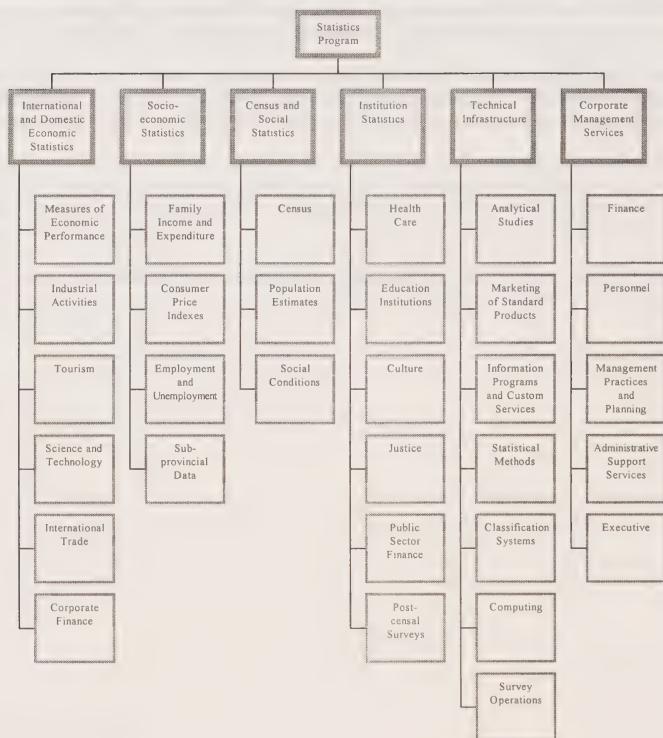 Statistics
Program
International
and Domestic
Economic
Statistics
Socio-
economic
Statistics
Census and
Social
Statistics
Institution
Statistics
Technical
Infrastructure
Corporate
Management
Services
Measures of
Economic
Performance
Industrial
Activities
Tourism
Science and
Technology
International
Trade
Corporate
Finance
Family
Income and
Expenditure
Consumer
Price
Indexes
Employment
and
Unemployment
Sub-
provincial
Data
Census
Population
Estimates
Social
Conditions
Health
Care
Education
Institutions
Culture
Justice
Public
Sector
Finance
Post-
censal
Surveys
Analytical
Studies
Marketing
of Standard
Products
Information
Programs
and Custom
Services
Statistical
Methods
Classification
Systems
Computing
Survey
Operations
Finance
Personnel
Management
Practices
and
Planning
Administrative
Support
Services
Executive